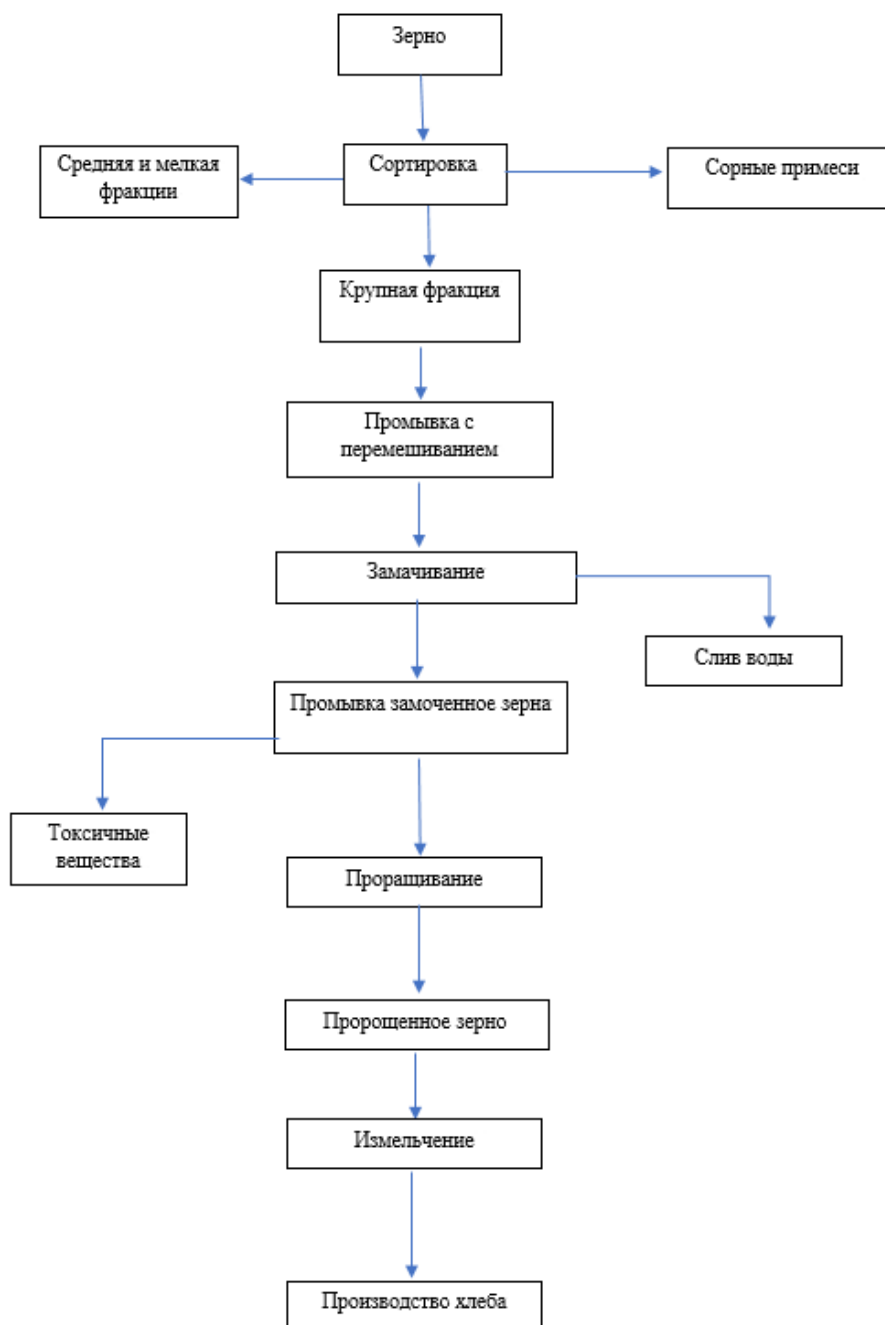 Зерно
Средняя и мелкая
фракции
Сортировка
Сорные примеси
Крупная фракция
Промывка с
перемешиванием
Замачивание
Слив воды
Промывка замоченное зерна
Токсичные
вещества
Проращивание
Пророщенное зерно
Измельчение
Производство хлеба